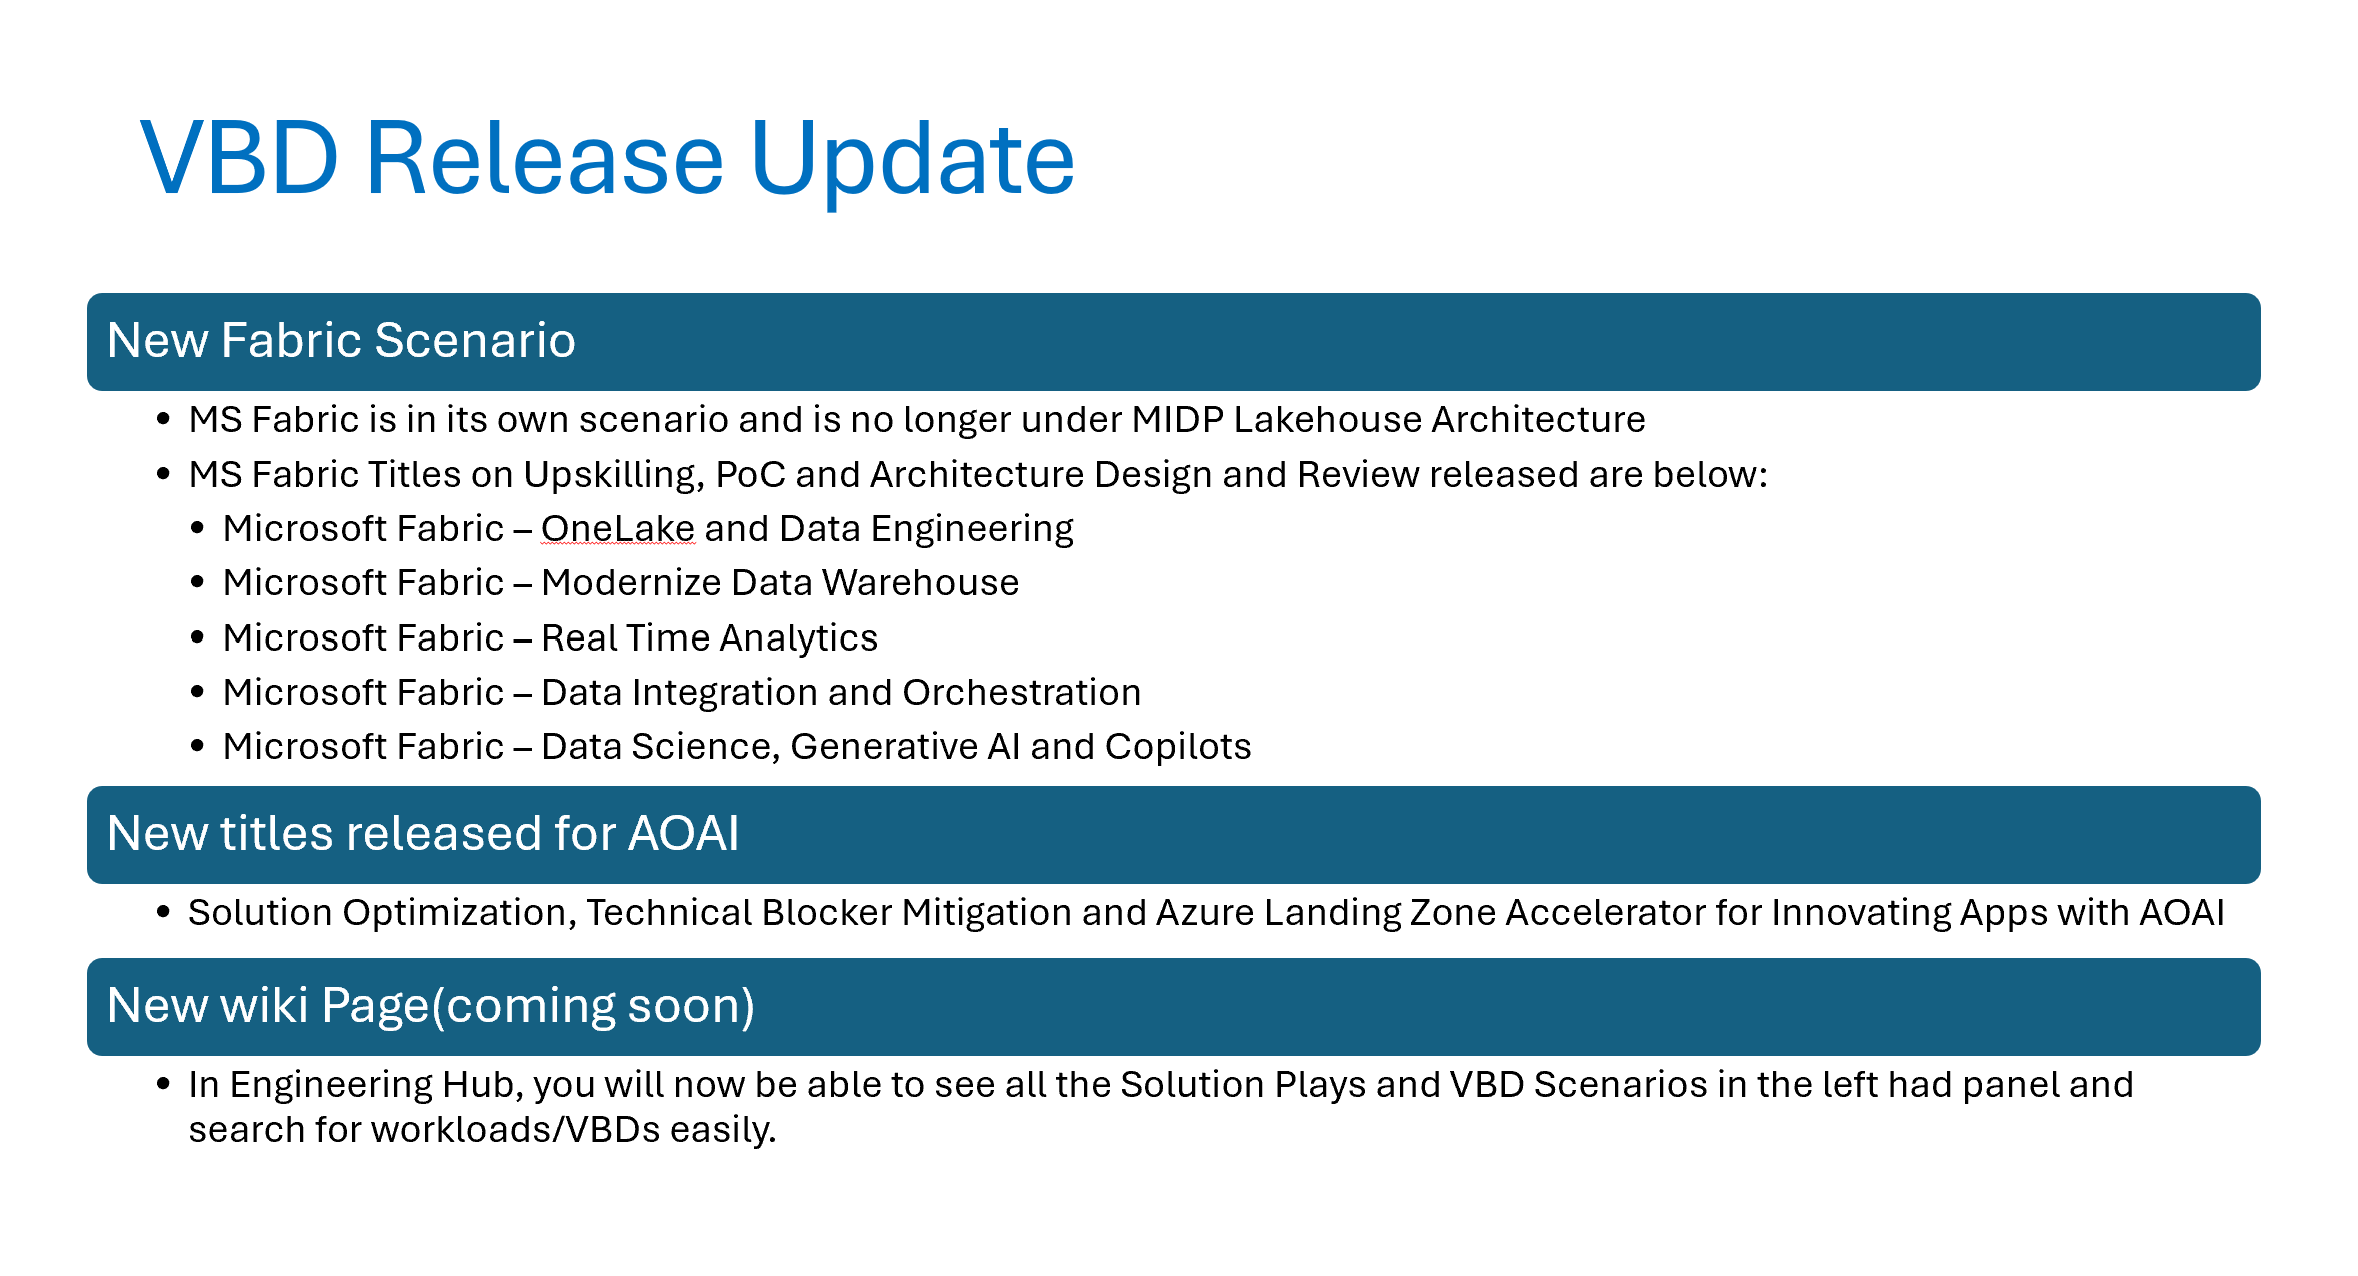 VBD Release Update
New Fabric Scenario
• MS Fabric is in its own scenario and is no longer under MIDP Lakehouse Architecture
• MS Fabric Titles on Upskilling, PoC and Architecture Design and Review released are below:
• Microsoft Fabric – OneLake and Data Engineering
• Microsoft Fabric – Modernize Data Warehouse
• Microsoft Fabric – Real Time Analytics
• Microsoft Fabric – Data Integration and Orchestration
• Microsoft Fabric – Data Science, Generative AI and Copilots
New titles released for AOAI
• Solution Optimization, Technical Blocker Mitigation and Azure Landing Zone Accelerator for Innovating Apps with AOAI
New wiki Page(coming soon)
• In Engineering Hub, you will now be able to see all the Solution Plays and VBD Scenarios in the left had panel and
search for workloads/VBDs easily.